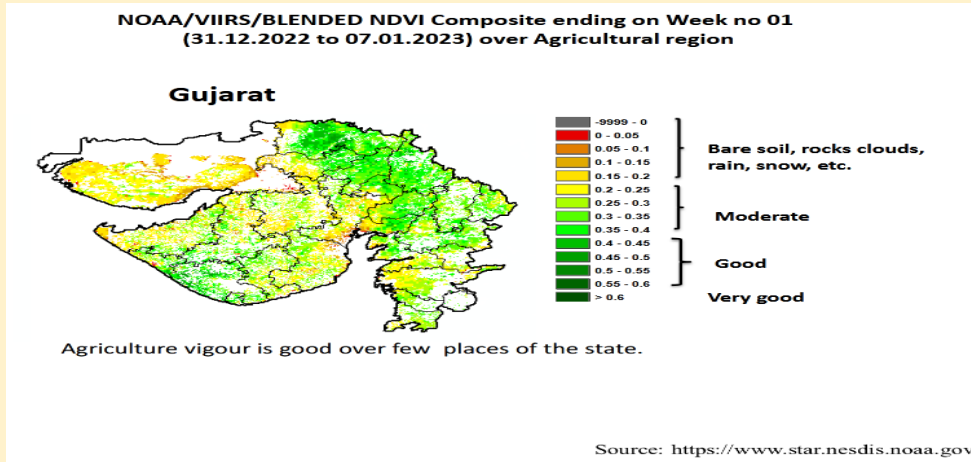 NOAA/VIIRS/BLENDED NDVI Composite ending on Week no 01
(31.12.2022 to 07.01.2023) over Agricultural region
Gujarat
-9999 - 0
0 - 0.05
0.05 - 0.1
0.1 - 0.15
0.15 - 0.2
0.2 - 0.25
0.25 - 0.3
0.3 - 0.35
0.35 - 0.4
0.4 - 0.45
0.45 - 0.5
0.5 - 0.55
0.55 - 0.6
> 0.6
Bare soil, rocks clouds,
rain, snow, etc.
Moderate
Good
Very good
Agriculture vigour is good over few places of the state.
Source: https://www.star.nesdis.noaa.gov